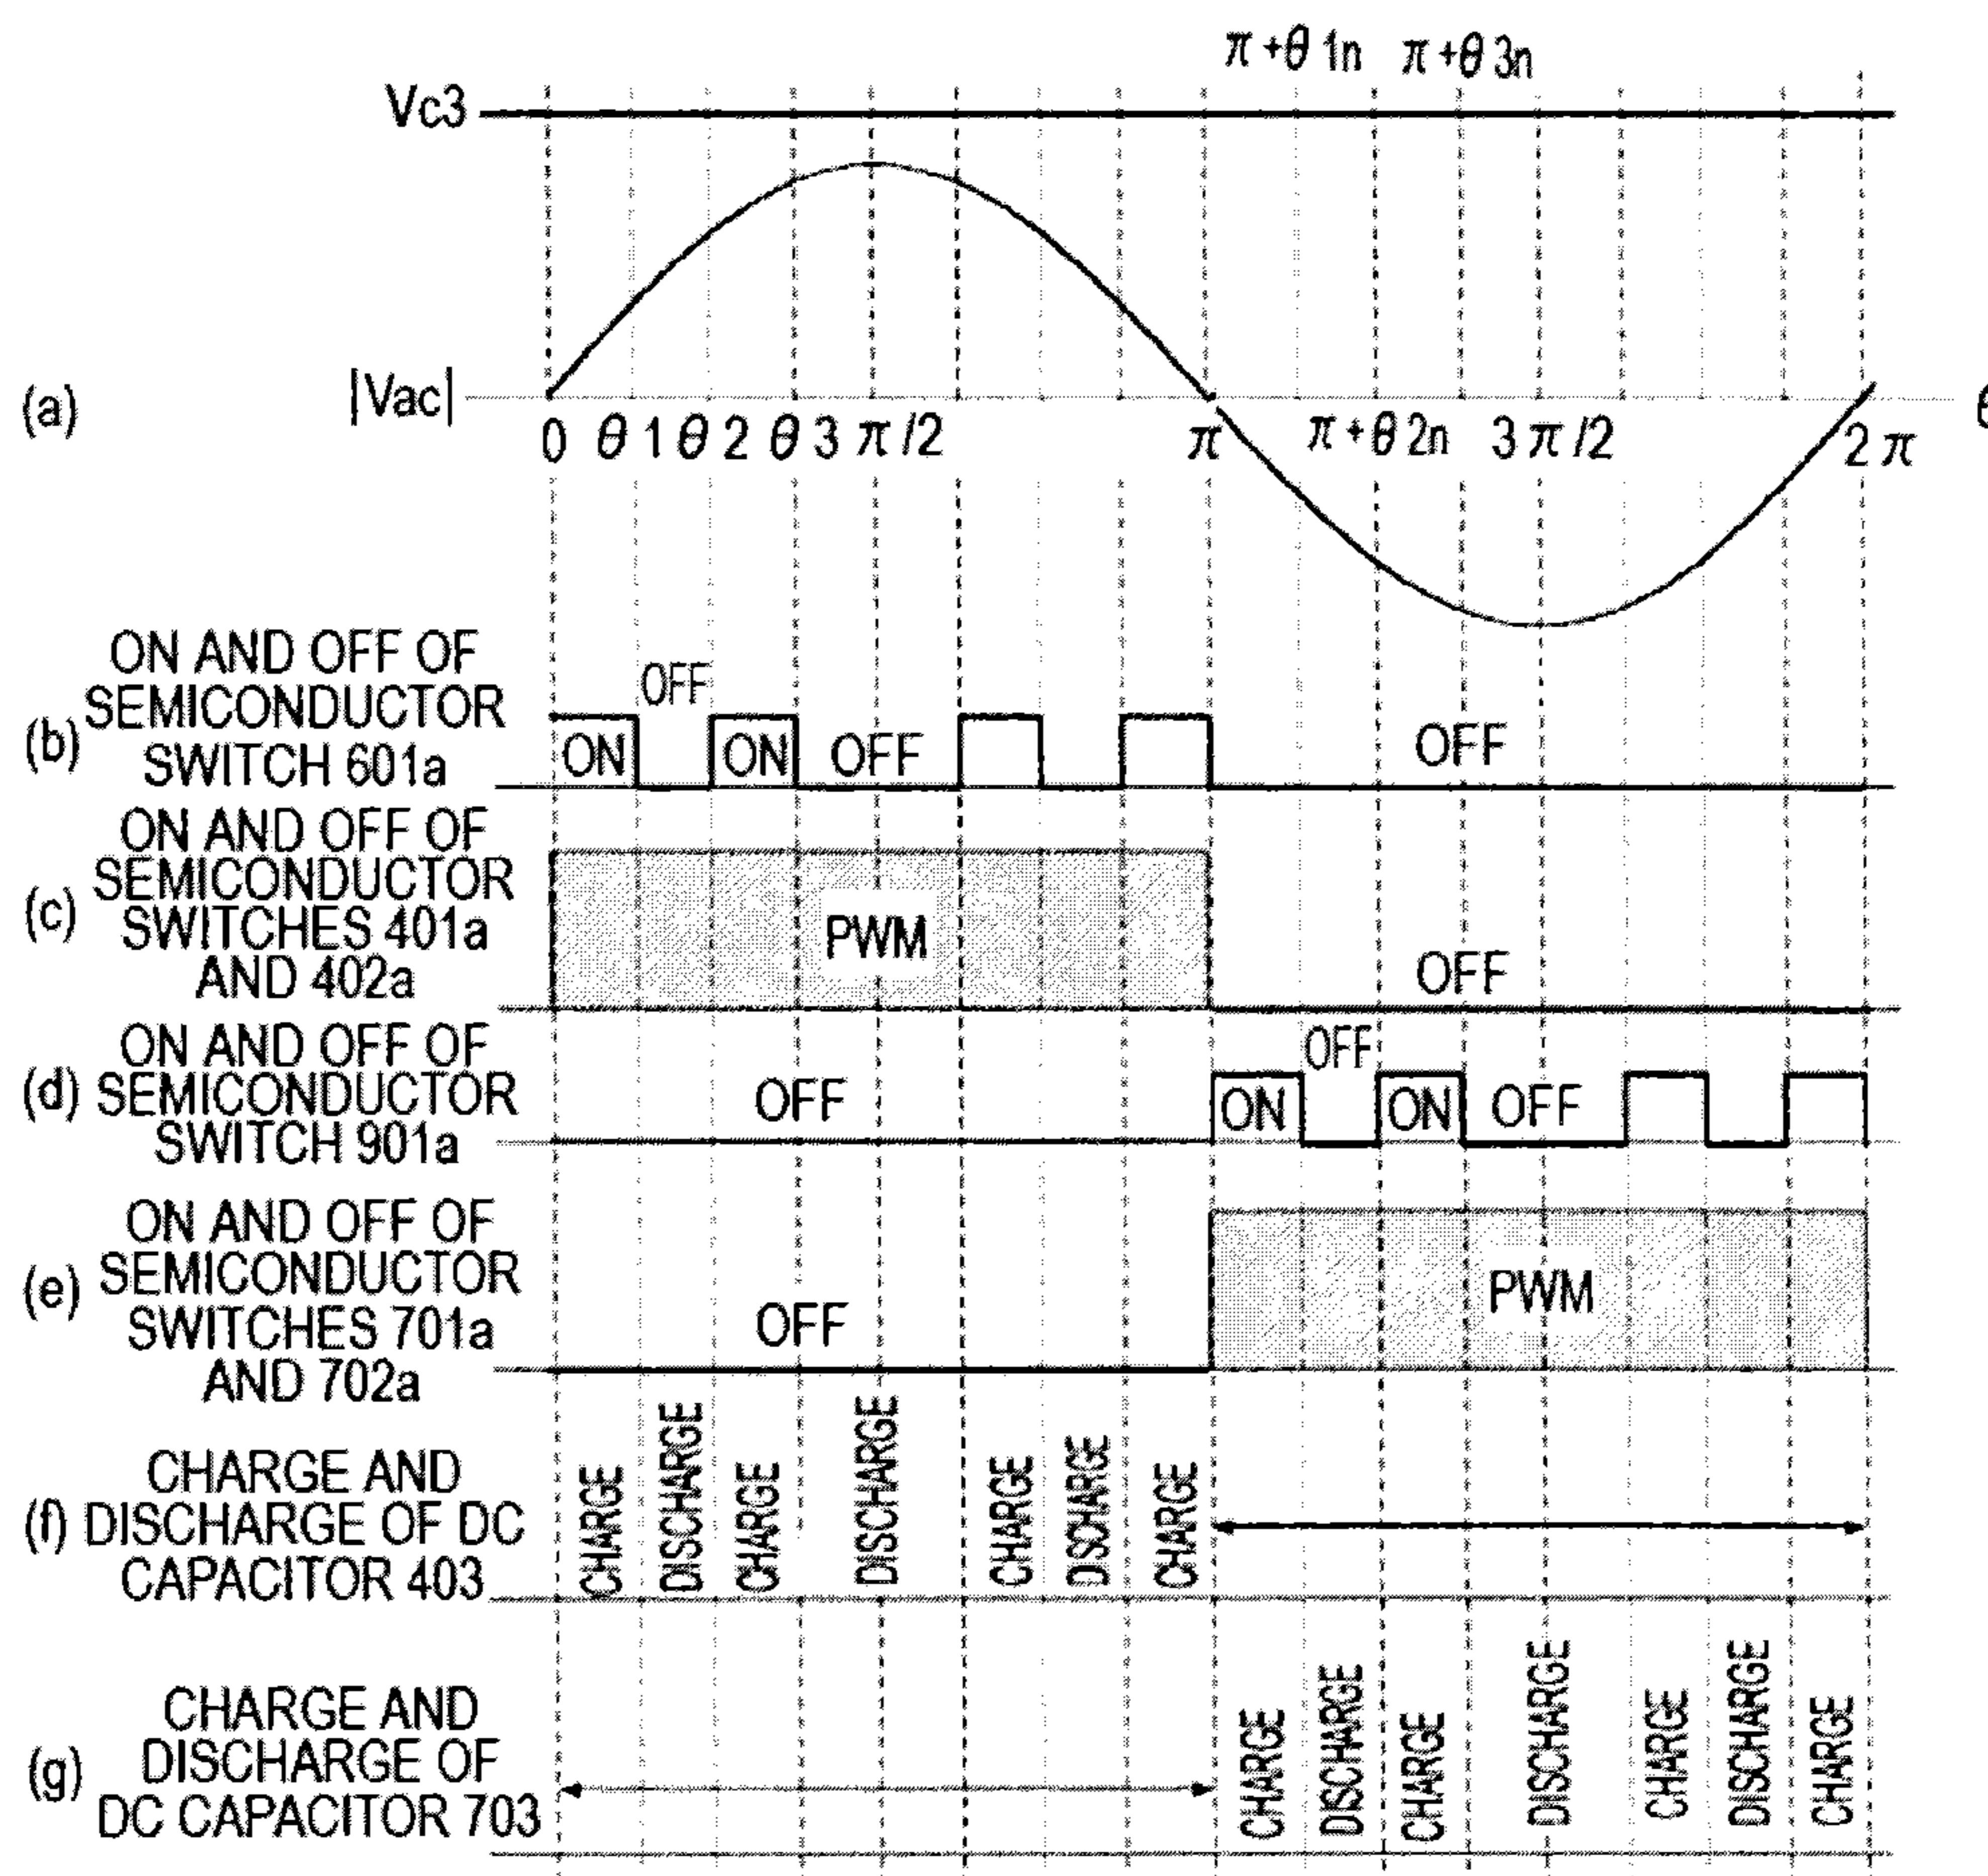 π+θ1n π+θ3n
Vc3
(a) |Vac|
0 θ1 θ2 θ3 π/2 π π+θ2n 3π/2 2π
(b) ON AND OFF OF
SEMICONDUCTOR
SWITCH 601a
ON OFF ON OFF OFF
(c) ON AND OFF OF
SEMICONDUCTOR
SWITCHES 401a
AND 402a
PWM OFF
(d) ON AND OFF OF
SEMICONDUCTOR
SWITCH 901a
OFF ON OFF ON OFF
(e) ON AND OFF OF
SEMICONDUCTOR
SWITCHES 701a
AND 702a
OFF PWM
(f) CHARGE AND
DISCHARGE OF DC
CAPACITOR 403
CHARGE
DISCHARGE
CHARGE
DISCHARGE
CHARGE
DISCHARGE
CHARGE
(g) CHARGE AND
DISCHARGE OF
DC CAPACITOR 703
CHARGE
DISCHARGE
CHARGE
DISCHARGE
CHARGE
DISCHARGE
CHARGE